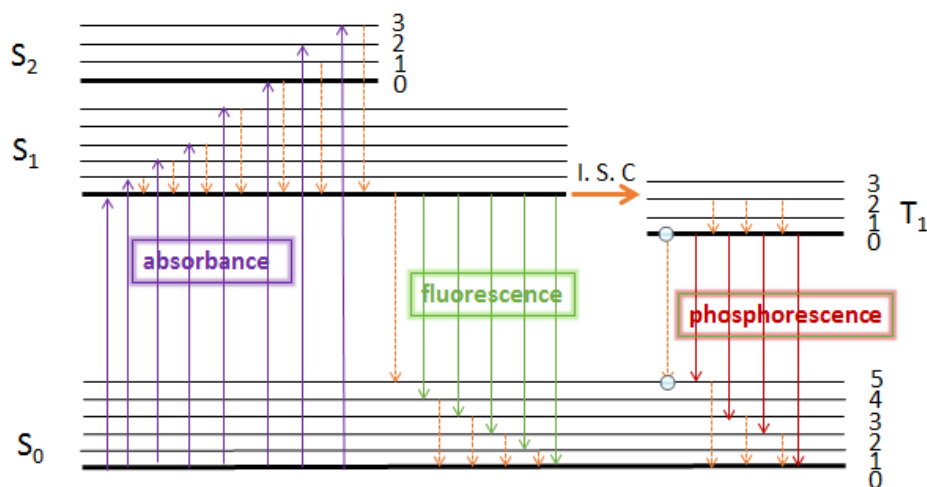 3
2
1
0
S2
S1
I. S. C
3
2
1
0
T1
absorbance
fluorescence
phosphorescence
5
4
3
2
1
0
S0